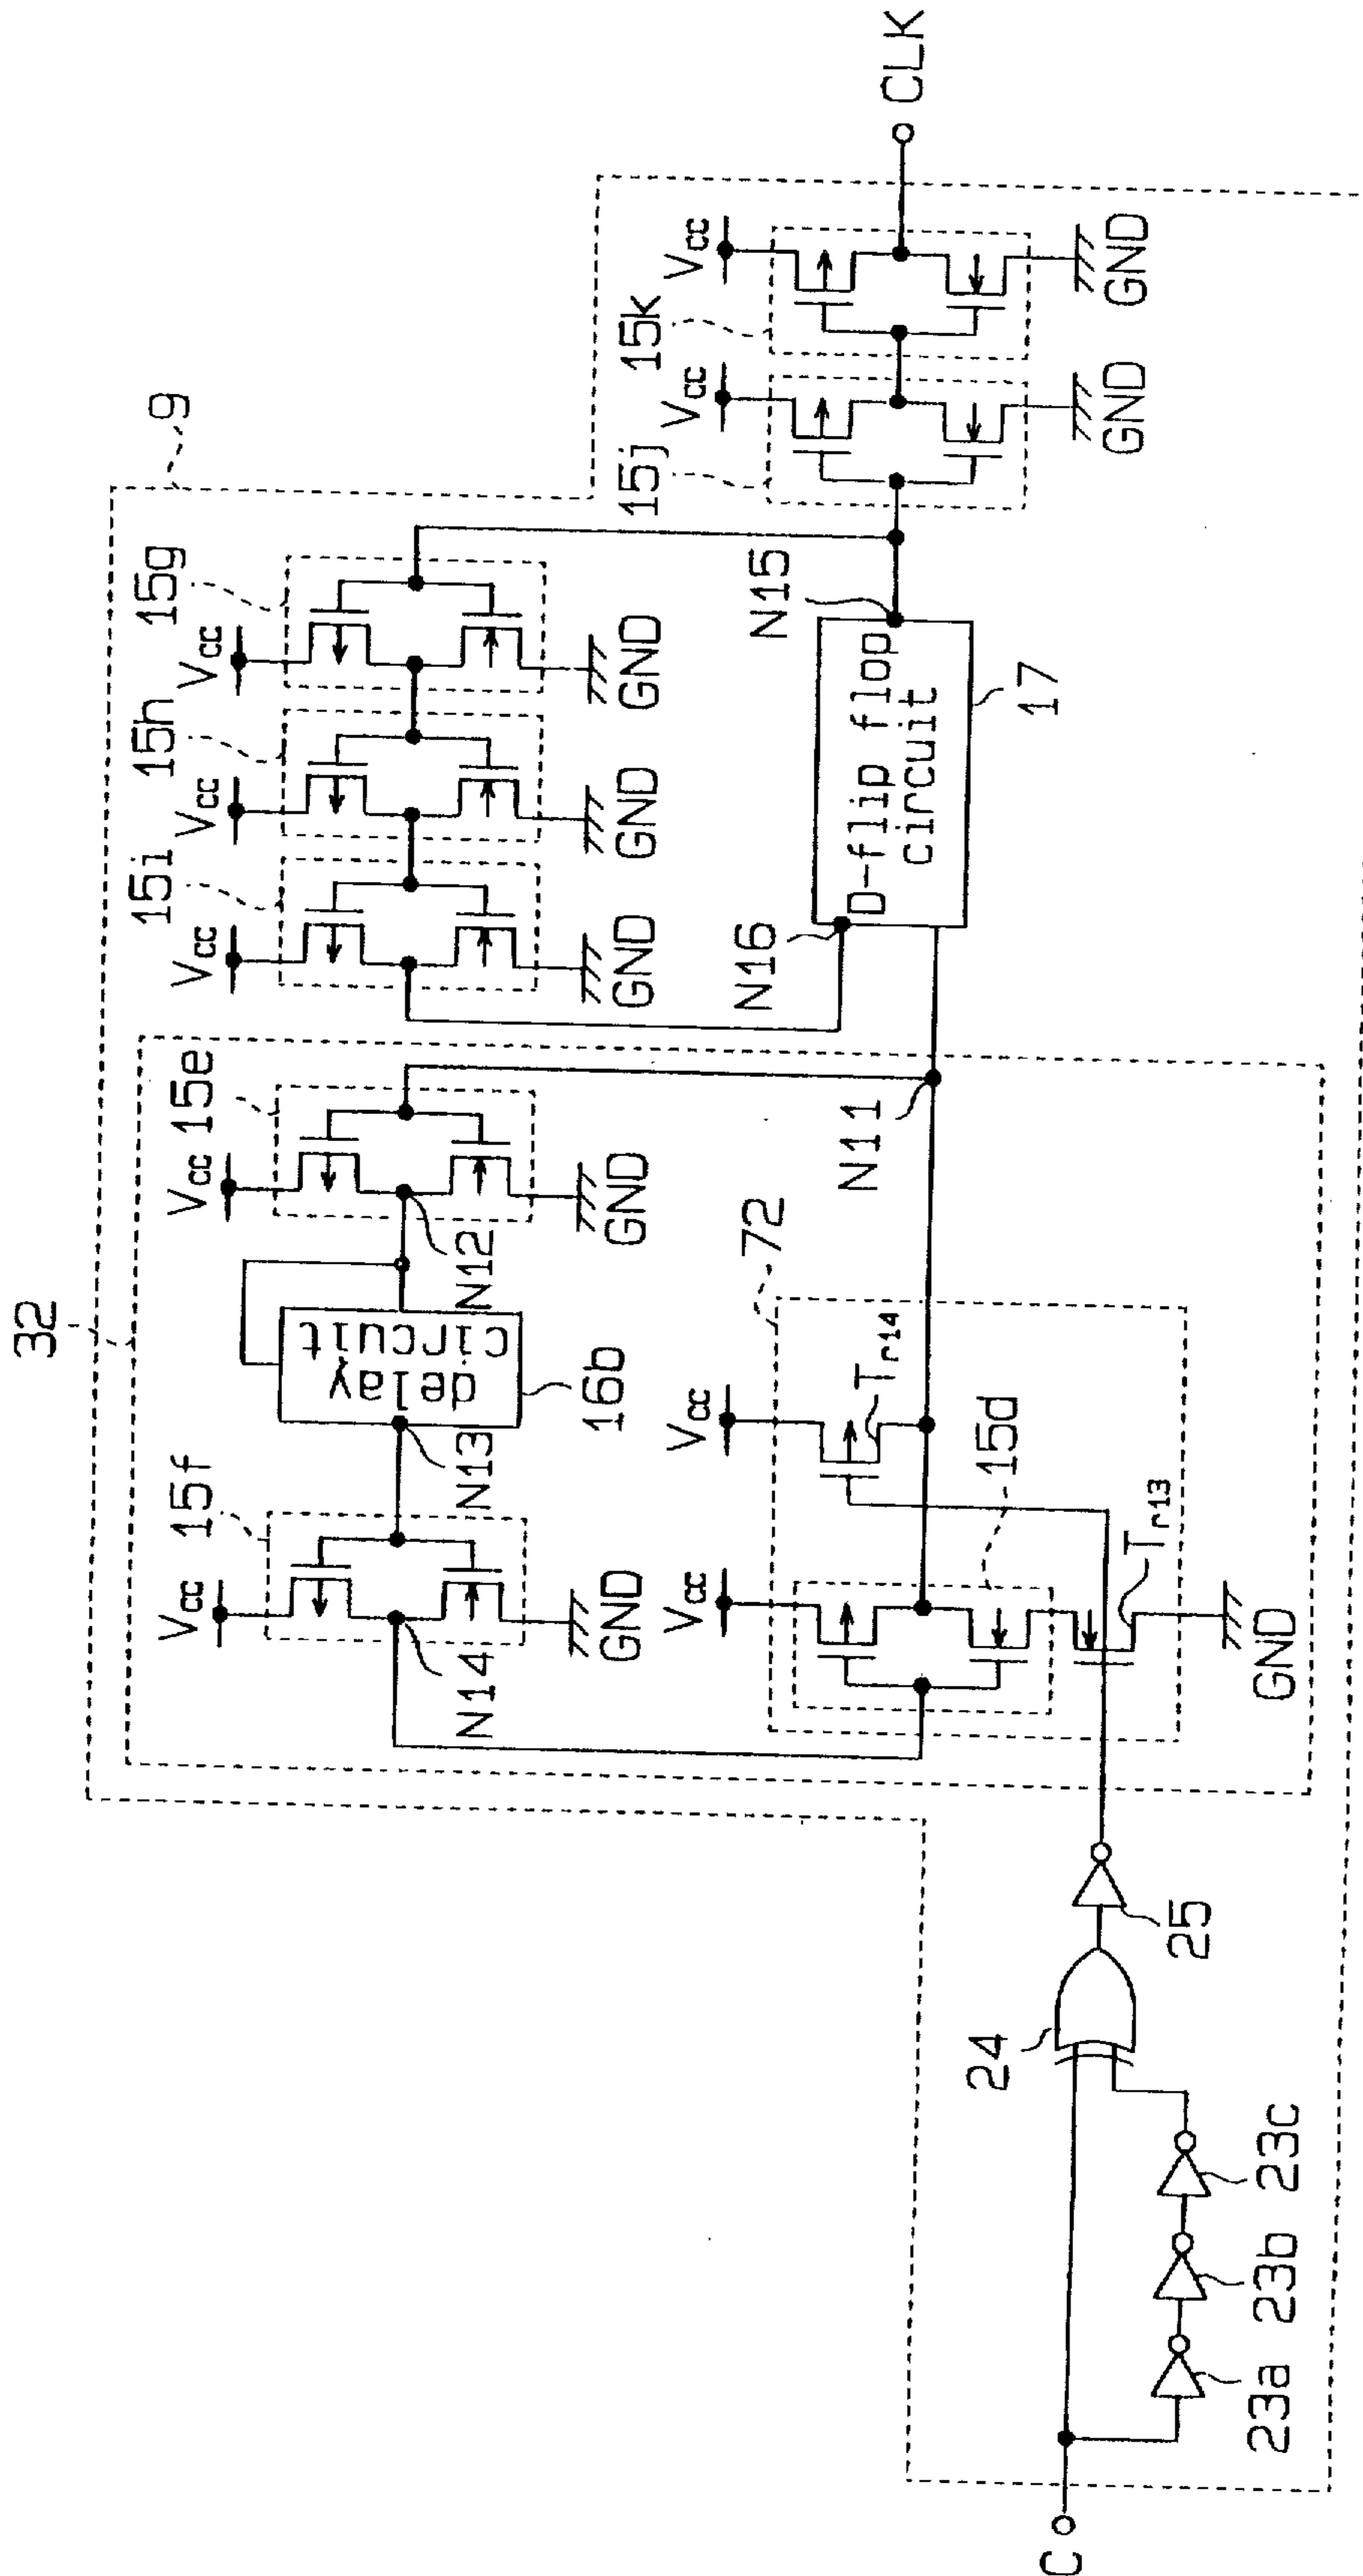 9
32
15f
15e
15i
15h
15g
Vcc
Vcc
Vcc
Vcc
Vcc
delay
circuit
N14
N13
N12
16b
GND
GND
GND
GND
GND
72
15j
15k
Vcc
Vcc
Vcc
Vcc
Tr14
15d
N16
N15
D-flip flop
circuit
CLK
N11
17
GND
GND
Tr13
GND
24
25
C
23a
23b
23c